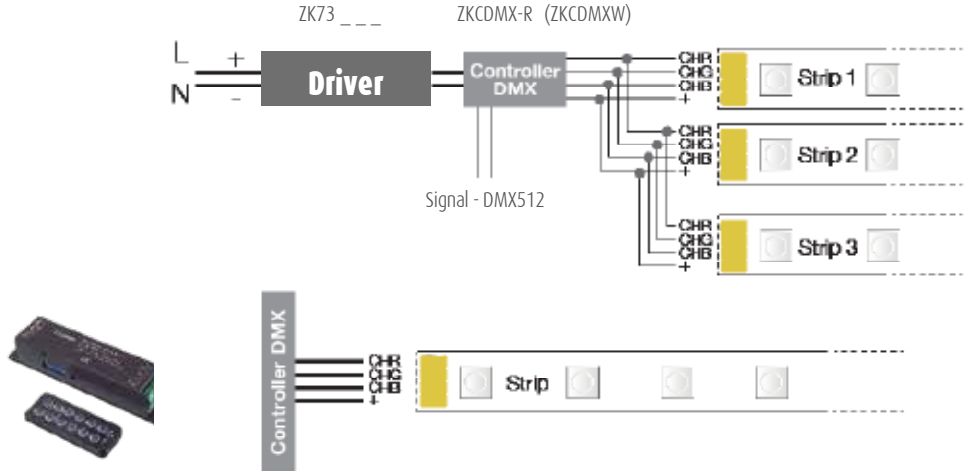 ZK73 _ _ _
ZKCDMX-R (ZKCDMXW)
L +
N -
Driver
Controller
DMX
CHR
CHG
CHB
+
Strip 1
CHR
CHG
CHB
+
Strip 2
Signal - DMX512
CHR
CHG
CHB
+
Strip 3
Controller DMX
CHR
CHG
CHB
+
Strip